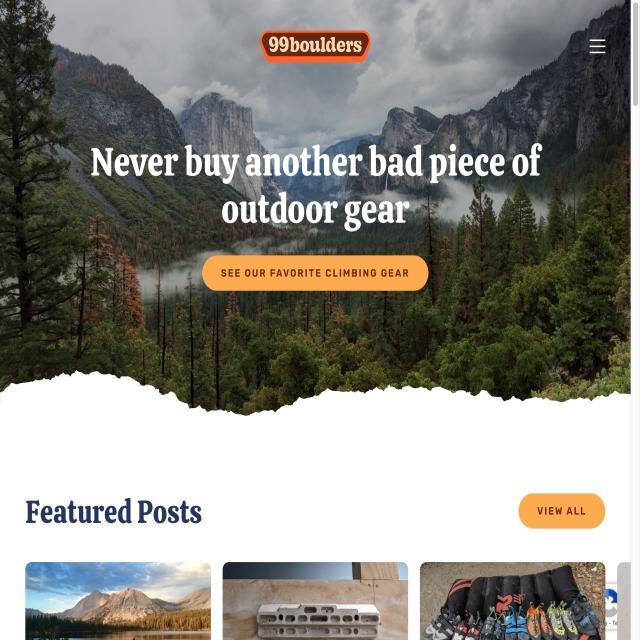 99boulders
Never buy another bad piece of
outdoor gear
SEE OUR FAVORITE CLIMBING GEAR
Featured Posts
VIEW ALL